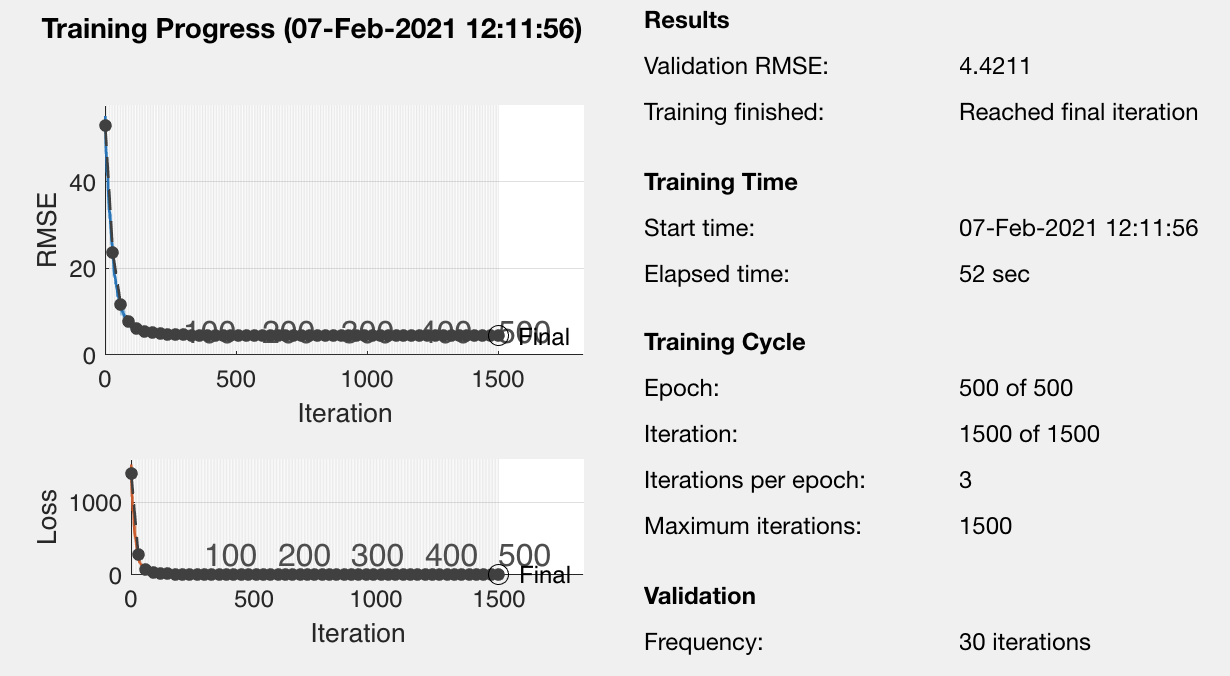 Training Progress (07-Feb-2021 12:11:56)
RMSE
40
20
0
100 200 300 400 500
Final
0 500 1000 1500
Iteration
Loss
1000
0
100 200 300 400 500
Final
0 500 1000 1500
Iteration
Results
Validation RMSE: 4.4211
Training finished: Reached final iteration
Training Time
Start time: 07-Feb-2021 12:11:56
Elapsed time: 52 sec
Training Cycle
Epoch: 500 of 500
Iteration: 1500 of 1500
Iterations per epoch: 3
Maximum iterations: 1500
Validation
Frequency: 30 iterations